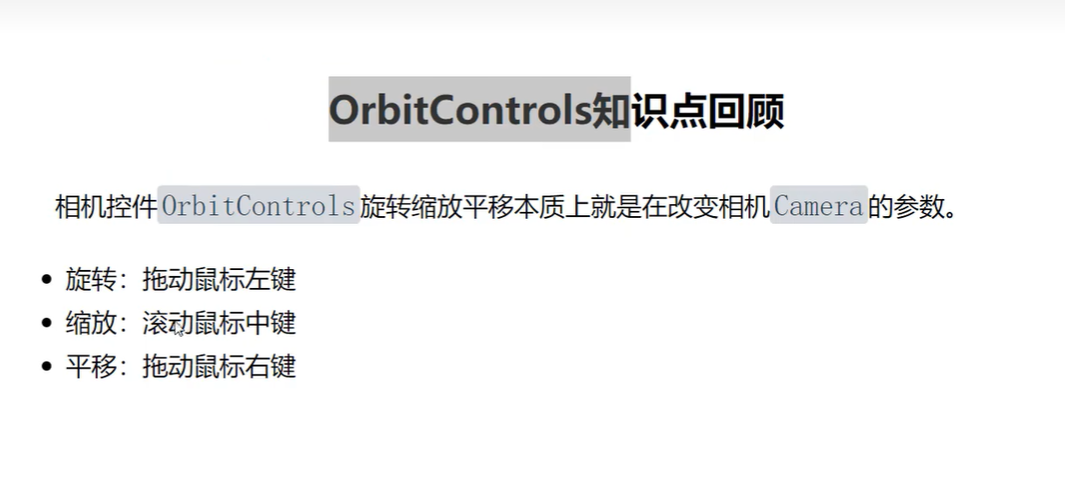 OrbitControls知识点回顾
相机控件OrbitControls旋转缩放平移本质上就是在改变相机Camera的参数。
• 旋转：拖动鼠标左键
• 缩放：滚动鼠标中键
• 平移：拖动鼠标右键